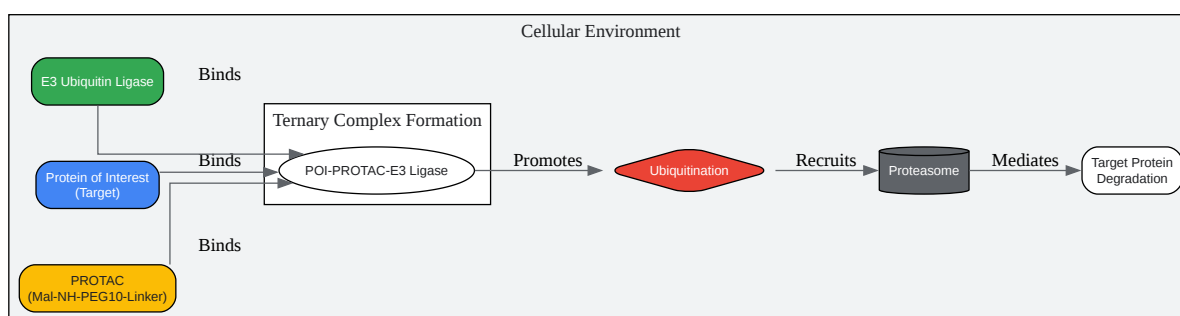 Cellular Environment
E3 Ubiquitin Ligase
Binds
Ternary Complex Formation
Protein of Interest
(Target)
Binds
POI-PROTAC-E3 Ligase
Promotes
Ubiquitination
Recruits
Proteasome
Mediates
Target Protein
Degradation
Binds
PROTAC
(Mal-NH-PEG10-Linker)